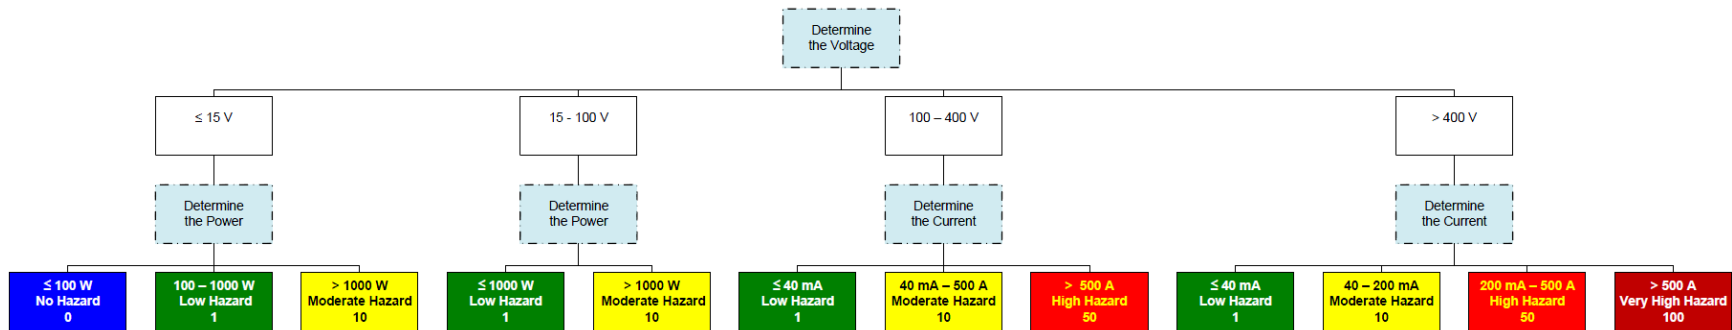 Determine
the Voltage
≤ 15 V
15 - 100 V
100 – 400 V
> 400 V
Determine
the Power
Determine
the Power
Determine
the Current
Determine
the Current
≤ 100 W
No Hazard
0
100 – 1000 W
Low Hazard
1
> 1000 W
Moderate Hazard
10
≤ 1000 W
Low Hazard
1
> 1000 W
Moderate Hazard
10
≤ 40 mA
Low Hazard
1
40 mA – 500 A
Moderate Hazard
10
> 500 A
High Hazard
50
≤ 40 mA
Low Hazard
1
40 – 200 mA
Moderate Hazard
10
200 mA – 500 A
High Hazard
50
> 500 A
Very High Hazard
100